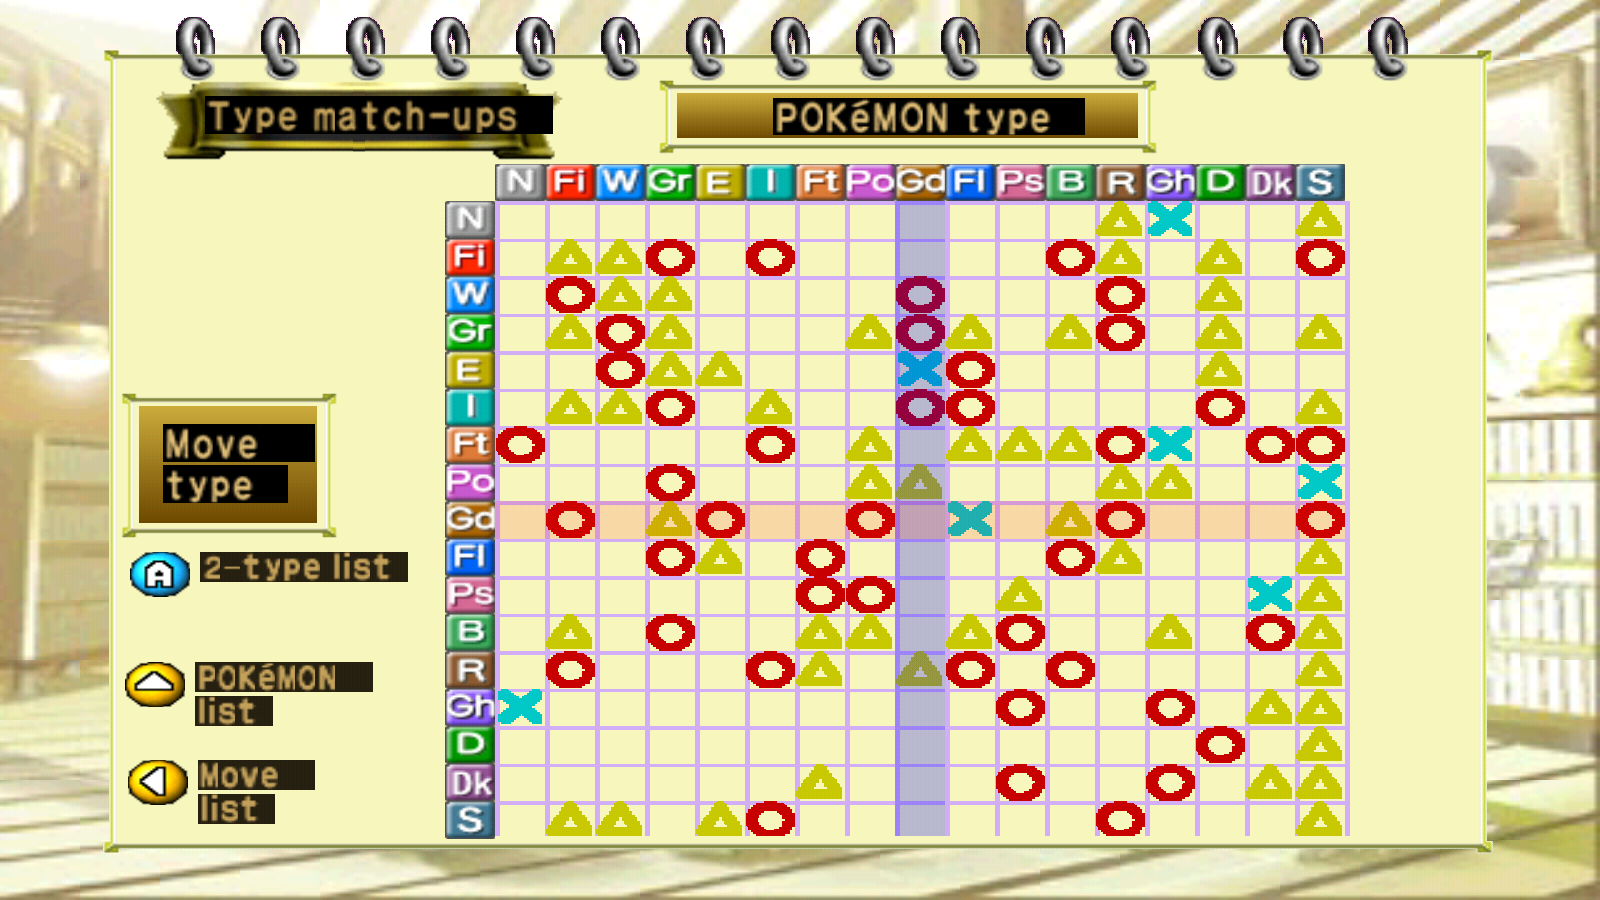 Type match-ups
POKéMON type
N Fi W Gr E I Ft Po Gd Fl Ps B R Gh D Dk S
N
Fi
W
Gr
E
I
Ft
Po
Gd
Fl
Ps
B
R
Gh
D
Dk
S
Move
type
A 2-type list
POKéMON
list
Move
list